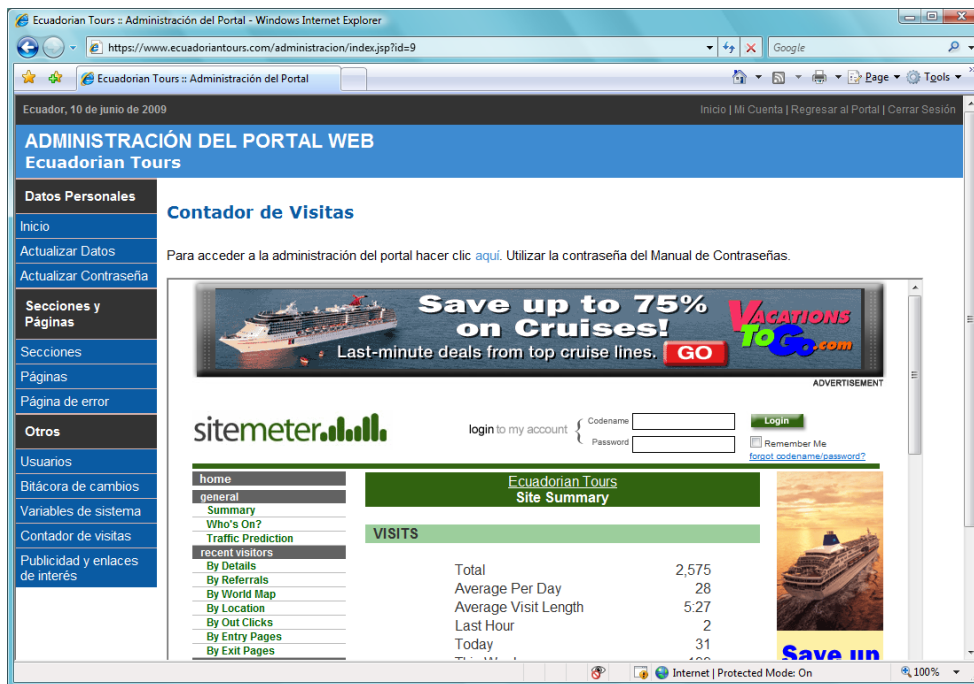 Ecuadorian Tours :: Administración del Portal - Windows Internet Explorer
https://www.ecuadoriantours.com/administracion/index.jsp?id=9
Google
Ecuadorian Tours :: Administración del Portal
Page
Tools
Ecuador, 10 de junio de 2009
Inicio | Mi Cuenta | Regresar al Portal | Cerrar Sesión
ADMINISTRACIÓN DEL PORTAL WEB
Ecuadorian Tours
Datos Personales
Inicio
Actualizar Datos
Actualizar Contraseña
Secciones y
Páginas
Secciones
Páginas
Página de error
Otros
Usuarios
Bitácora de cambios
Variables de sistema
Contador de visitas
Publicidad y enlaces
de interés
Contador de Visitas
Para acceder a la administración del portal hacer clic aquí. Utilizar la contraseña del Manual de Contraseñas.
Save up to 75%
on Cruises!
Last-minute deals from top cruise lines. GO
VACATIONS
TO GO.com
ADVERTISEMENT
sitemeter
login to my account
Codename
Password
Login
Remember Me
forgot codename/password?
home
general
Summary
Who's On?
Traffic Prediction
recent visitors
By Details
By Referrals
By World Map
By Location
By Out Clicks
By Entry Pages
By Exit Pages
Ecuadorian Tours
Site Summary
VISITS
Total 2,575
Average Per Day 28
Average Visit Length 5:27
Last Hour 2
Today 31
Save up
Internet | Protected Mode: On
100%